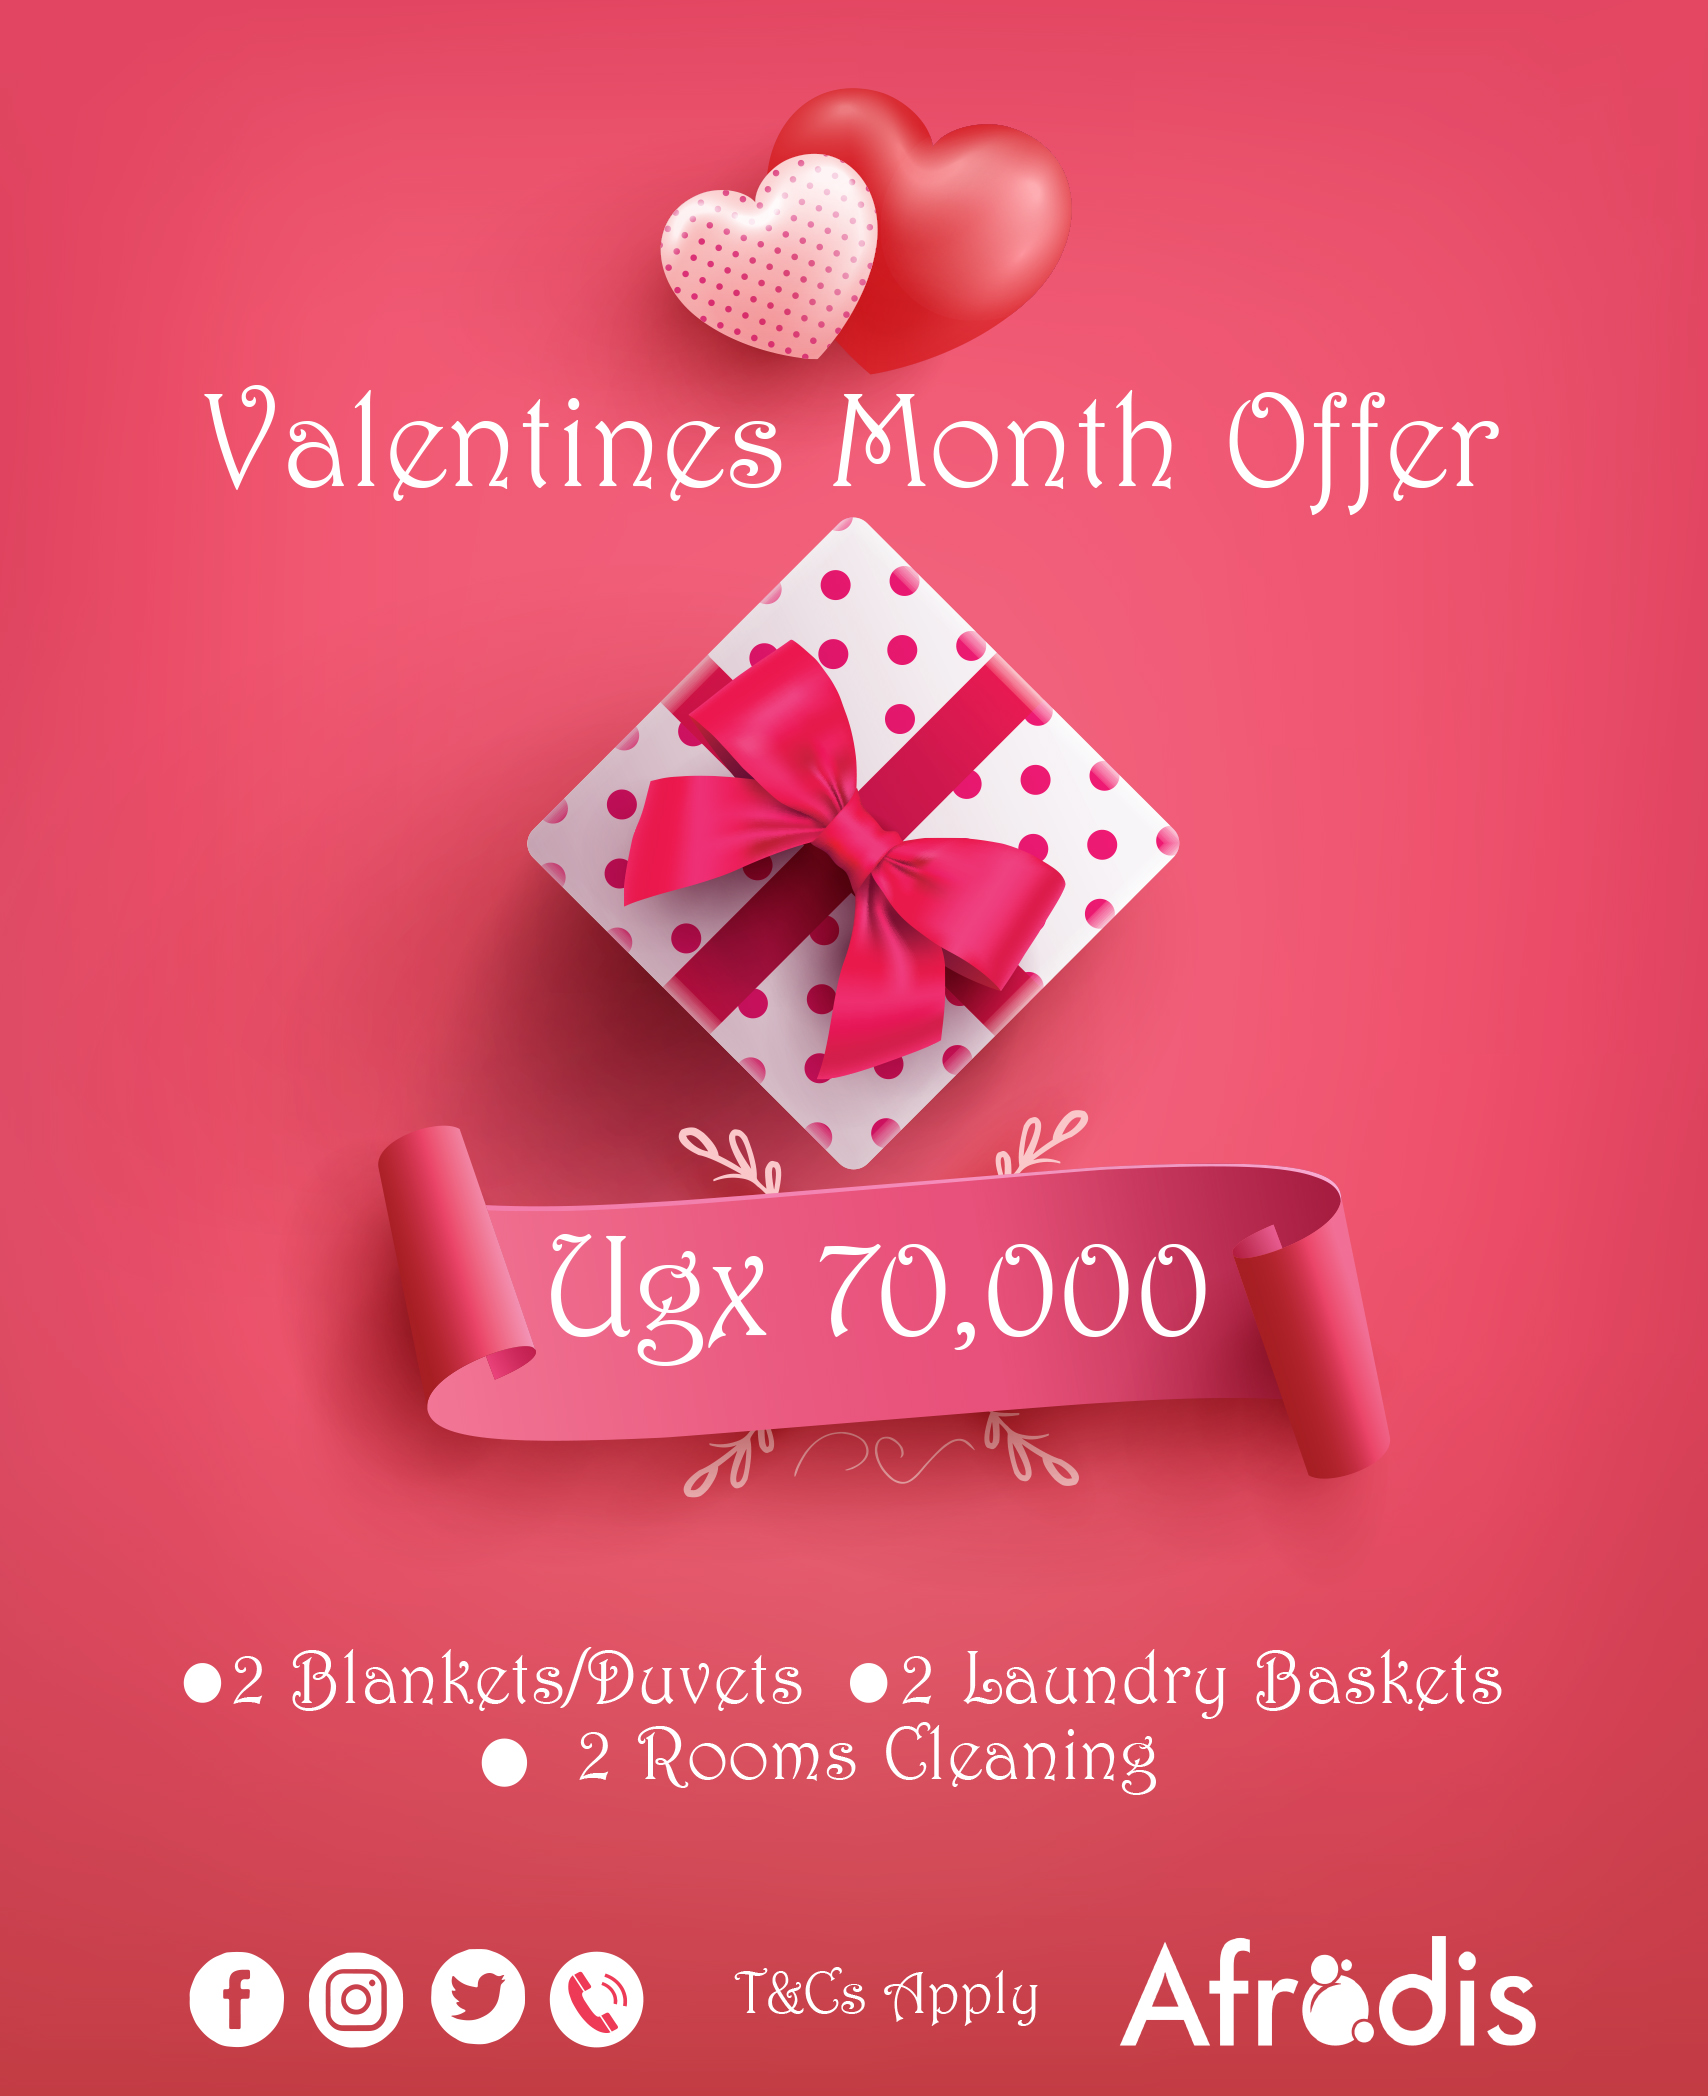 Valentines Month Offer
Ugx 70,000
●2 Blankets/Duvets ●2 Laundry Baskets
● 2 Rooms Cleaning
T&Cs Apply
Afrodis